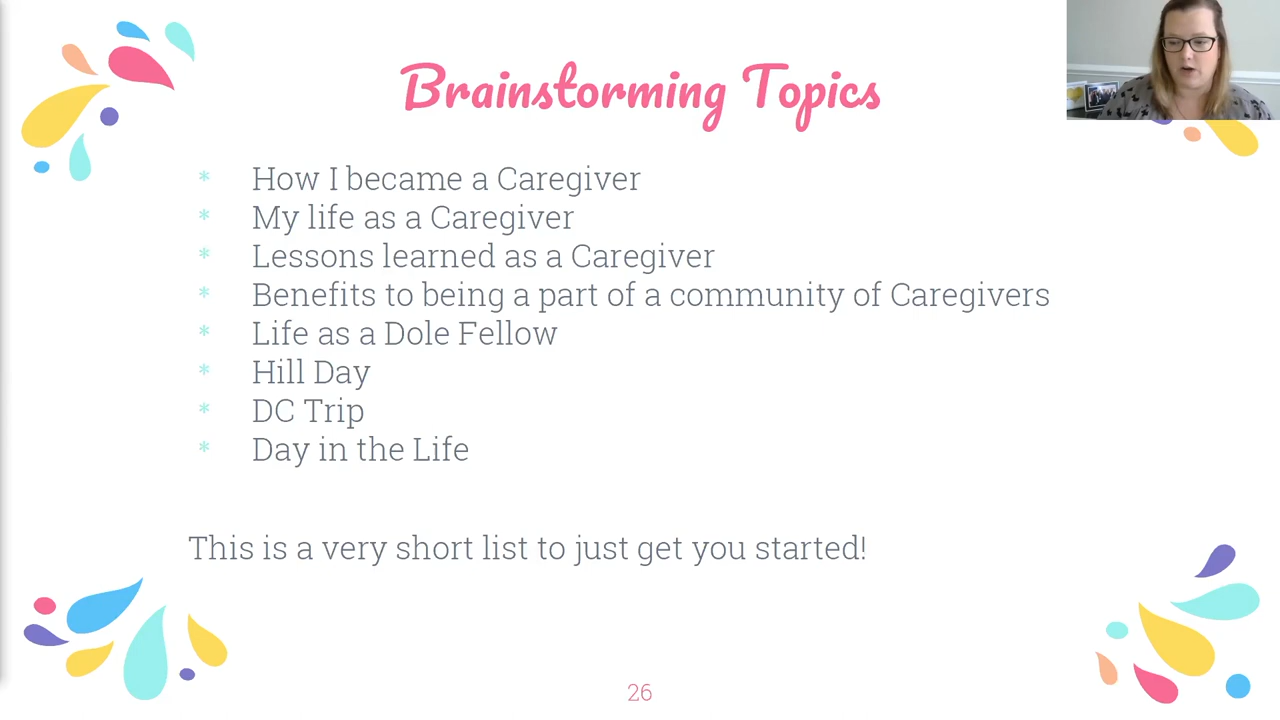 Brainstorming Topics
* How I became a Caregiver
* My life as a Caregiver
* Lessons learned as a Caregiver
* Benefits to being a part of a community of Caregivers
* Life as a Dole Fellow
* Hill Day
* DC Trip
* Day in the Life
This is a very short list to just get you started!
26